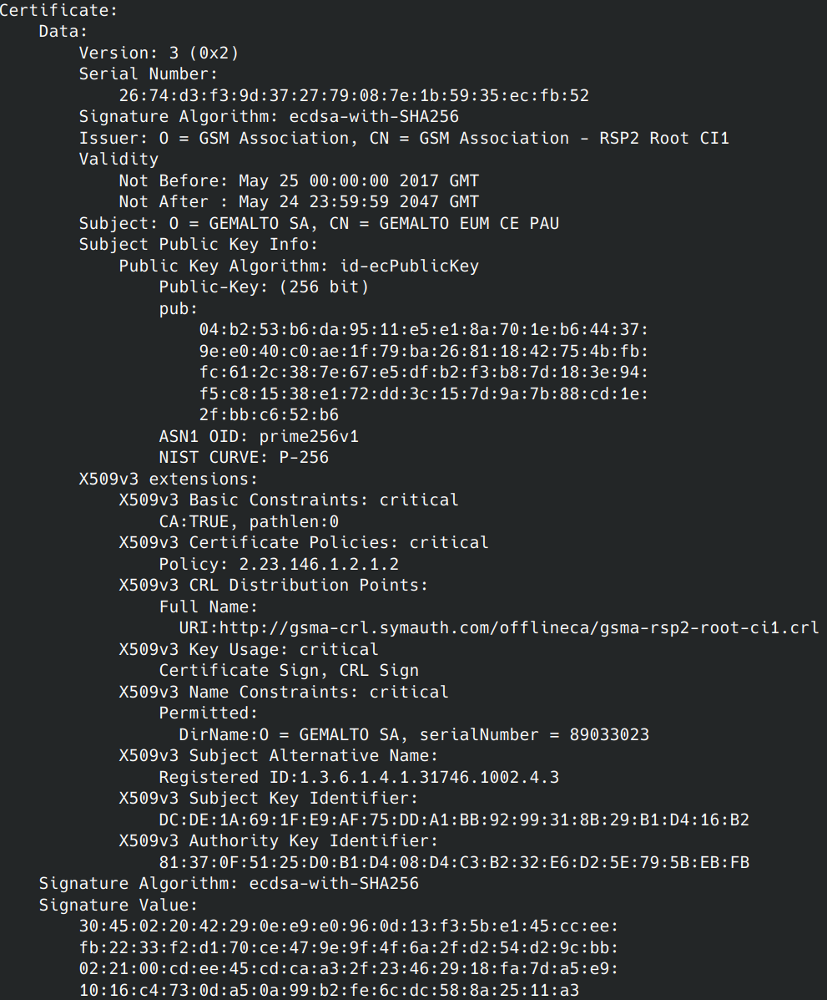 Certificate:
    Data:
        Version: 3 (0x2)
        Serial Number:
            26:74:d3:f3:9d:37:27:79:08:7e:1b:59:35:ec:fb:52
        Signature Algorithm: ecdsa-with-SHA256
        Issuer: O = GSM Association, CN = GSM Association - RSP2 Root CI1
        Validity
            Not Before: May 25 00:00:00 2017 GMT
            Not After : May 24 23:59:59 2047 GMT
        Subject: O = GEMALTO SA, CN = GEMALTO EUM CE PAU
        Subject Public Key Info:
            Public Key Algorithm: id-ecPublicKey
                Public-Key: (256 bit)
                pub:
                    04:b2:53:b6:da:95:11:e5:e1:8a:70:1e:b6:44:37:
                    9e:e0:40:c0:ae:1f:79:ba:26:81:18:42:75:4b:fb:
                    fc:61:2c:38:7e:67:e5:df:b2:f3:b8:7d:18:3e:94:
                    f5:c8:15:38:e1:72:dd:3c:15:7d:9a:7b:88:cd:1e:
                    2f:bb:c6:52:b6
                ASN1 OID: prime256v1
                NIST CURVE: P-256
        X509v3 extensions:
            X509v3 Basic Constraints: critical
                CA:TRUE, pathlen:0
            X509v3 Certificate Policies: critical
                Policy: 2.23.146.1.2.1.2
            X509v3 CRL Distribution Points:
                Full Name:
                  URI:http://gsma-crl.symauth.com/offlineca/gsma-rsp2-root-ci1.crl
            X509v3 Key Usage: critical
                Certificate Sign, CRL Sign
            X509v3 Name Constraints: critical
                Permitted:
                  DirName:O = GEMALTO SA, serialNumber = 89033023
            X509v3 Subject Alternative Name:
                Registered ID:1.3.6.1.4.1.31746.1002.4.3
            X509v3 Subject Key Identifier:
                DC:DE:1A:69:1F:E9:AF:75:DD:A1:BB:92:99:31:8B:29:B1:D4:16:B2
            X509v3 Authority Key Identifier:
                81:37:0F:51:25:D0:B1:D4:08:D4:C3:B2:32:E6:D2:5E:79:5B:EB:FB
    Signature Algorithm: ecdsa-with-SHA256
    Signature Value:
        30:45:02:20:42:29:0e:e9:e0:96:0d:13:f3:5b:e1:45:cc:ee:
        fb:22:33:f2:d1:70:ce:47:9e:9f:4f:6a:2f:d2:54:d2:9c:bb:
        02:21:00:cd:ee:45:cd:ca:a3:2f:23:46:29:18:fa:7d:a5:e9:
        10:16:c4:73:0d:a5:0a:99:b2:fe:6c:dc:58:8a:25:11:a3